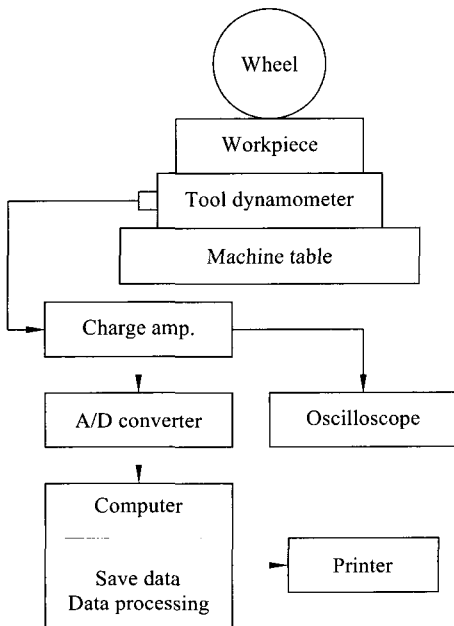 Wheel
Workpiece
Tool dynamometer
Machine table
Charge amp.
A/D converter
Oscilloscope
Computer
Save data
Data processing
Printer